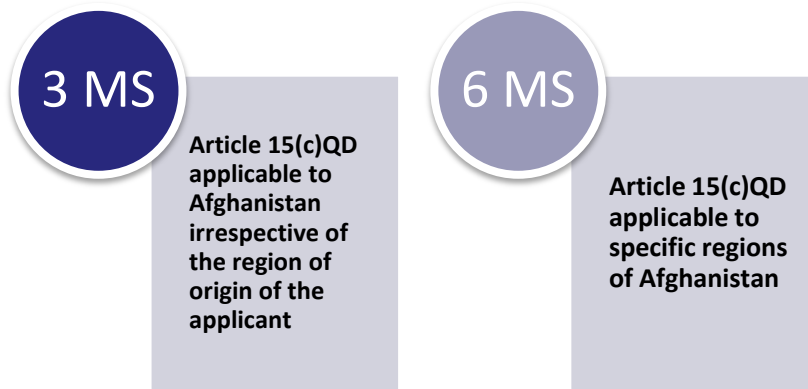 3 MS
Article 15(c)QD
applicable to
Afghanistan
irrespective of
the region of
origin of the
applicant
6 MS
Article 15(c)QD
applicable to
specific regions
of Afghanistan